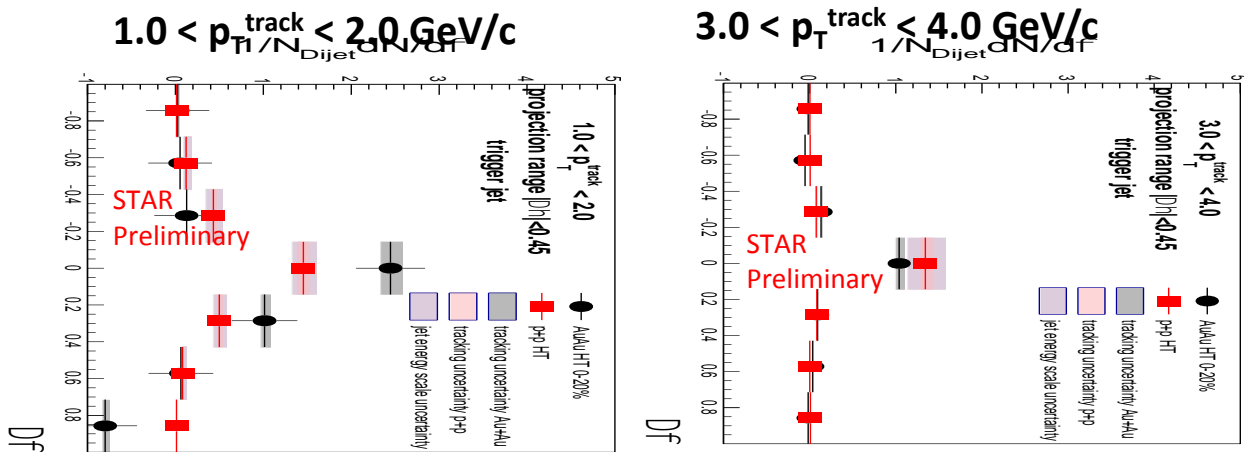 1.0 < p_T^track < 2.0 GeV/c
1/N_Dijet dN/df
-1 0 1 2 3 4 5
-0.8
-0.6
-0.4
-0.2
0
0.2
0.4
0.6
0.8
Df
1.0 < p_T^track < 2.0
projection range |Dh|<0.45
trigger jet
STAR
Preliminary
AuAu HT 0-20%
p+p HT
tracking uncertainty Au+Au
tracking uncertainty p+p
jet energy scale uncertainty
3.0 < p_T^track < 4.0 GeV/c
1/N_Dijet dN/df
-1 0 1 2 3 4 5
-0.8
-0.6
-0.4
-0.2
0
0.2
0.4
0.6
0.8
Df
3.0 < p_T^track < 4.0
projection range |Dh|<0.45
trigger jet
STAR
Preliminary
AuAu HT 0-20%
p+p HT
tracking uncertainty Au+Au
tracking uncertainty p+p
jet energy scale uncertainty